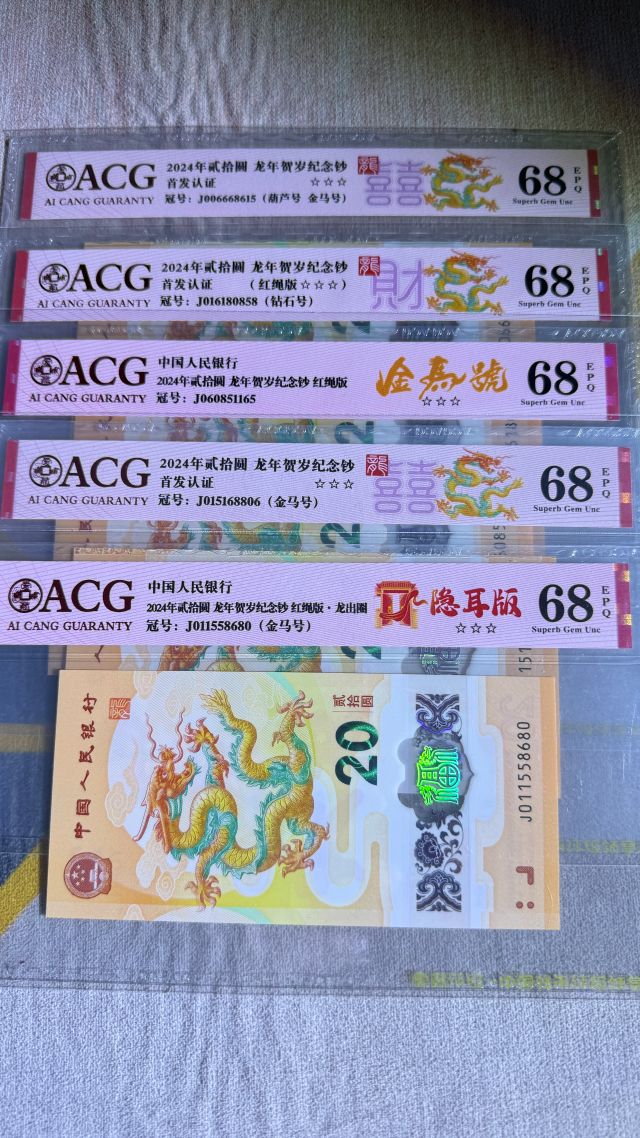 ACG
AI CANG GUARANTY
2024年贰拾圆 龙年贺岁纪念钞
首发认证 ☆☆☆
冠号：J006668615（葫芦号 金马号）
龍
囍
68
EPQ
Superb Gem Unc
ACG
AI CANG GUARANTY
2024年贰拾圆 龙年贺岁纪念钞
首发认证 （红绳版☆☆☆）
冠号：J016180858（钻石号）
龍
財
68
EPQ
Superb Gem Unc
ACG
AI CANG GUARANTY
中国人民银行
2024年贰拾圆 龙年贺岁纪念钞 红绳版
冠号：J060851165
金馬號
☆☆☆
68
EPQ
Superb Gem Unc
ACG
AI CANG GUARANTY
2024年贰拾圆 龙年贺岁纪念钞
首发认证 ☆☆☆
冠号：J015168806（金马号）
龍
囍
68
EPQ
Superb Gem Unc
ACG
AI CANG GUARANTY
中国人民银行
2024年贰拾圆 龙年贺岁纪念钞 红绳版·龙出圈
冠号：J011558680（金马号）
隐耳版
☆☆☆
68
EPQ
Superb Gem Unc
中国人民银行
贰拾圆
20
J011558680